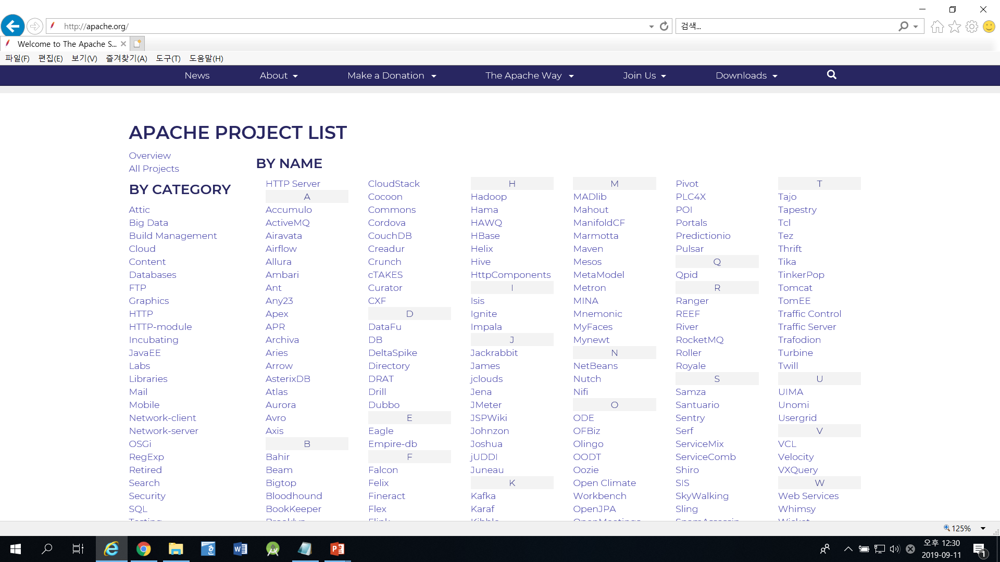 http://apache.org/
검색...
Welcome to The Apache S...
파일(F) 편집(E) 보기(V) 즐겨찾기(A) 도구(T) 도움말(H)
News About Make a Donation The Apache Way Join Us Downloads
APACHE PROJECT LIST
Overview
All Projects
BY CATEGORY
Attic
Big Data
Build Management
Cloud
Content
Databases
FTP
Graphics
HTTP
HTTP-module
Incubating
JavaEE
Labs
Libraries
Mail
Mobile
Network-client
Network-server
OSGi
RegExp
Retired
Search
Security
SQL
Testing
BY NAME
HTTP Server
A
Accumulo
ActiveMQ
Airavata
Airflow
Allura
Ambari
Ant
Any23
Apex
APR
Archiva
Aries
Arrow
AsterixDB
Atlas
Aurora
Avro
Axis
B
Bahir
Beam
Bigtop
Bloodhound
BookKeeper
Brooklyn
CloudStack
Cocoon
Commons
Cordova
CouchDB
Creadur
Crunch
cTAKES
Curator
CXF
D
DataFu
DB
DeltaSpike
Directory
DRAT
Drill
Dubbo
E
Eagle
Empire-db
F
Falcon
Felix
Fineract
Flex
Flink
H
Hadoop
Hama
HAWQ
HBase
Helix
Hive
HttpComponents
I
Isis
Ignite
Impala
J
Jackrabbit
James
jclouds
Jena
JMeter
JSPWiki
Johnzon
Joshua
jUDDI
Juneau
K
Kafka
Karaf
Kibble
M
MADlib
Mahout
ManifoldCF
Marmotta
Maven
Mesos
MetaModel
Metron
MINA
Mnemonic
MyFaces
Mynewt
N
NetBeans
Nutch
Nifi
O
ODE
OFBiz
Olingo
OODT
Oozie
Open Climate
Workbench
OpenJPA
OpenMeetings
Pivot
PLC4X
POI
Portals
Predictionio
Pulsar
Q
Qpid
R
Ranger
REEF
River
RocketMQ
Roller
Royale
S
Samza
Santuario
Sentry
Serf
ServiceMix
ServiceComb
Shiro
SIS
SkyWalking
Sling
SpamAssassin
T
Tajo
Tapestry
Tcl
Tez
Thrift
Tika
TinkerPop
Tomcat
TomEE
Traffic Control
Traffic Server
Trafodion
Turbine
Twill
U
UIMA
Unomi
Usergrid
V
VCL
Velocity
VXQuery
W
Web Services
Whimsy
Wicket
125%
오후 12:30
2019-09-11
1